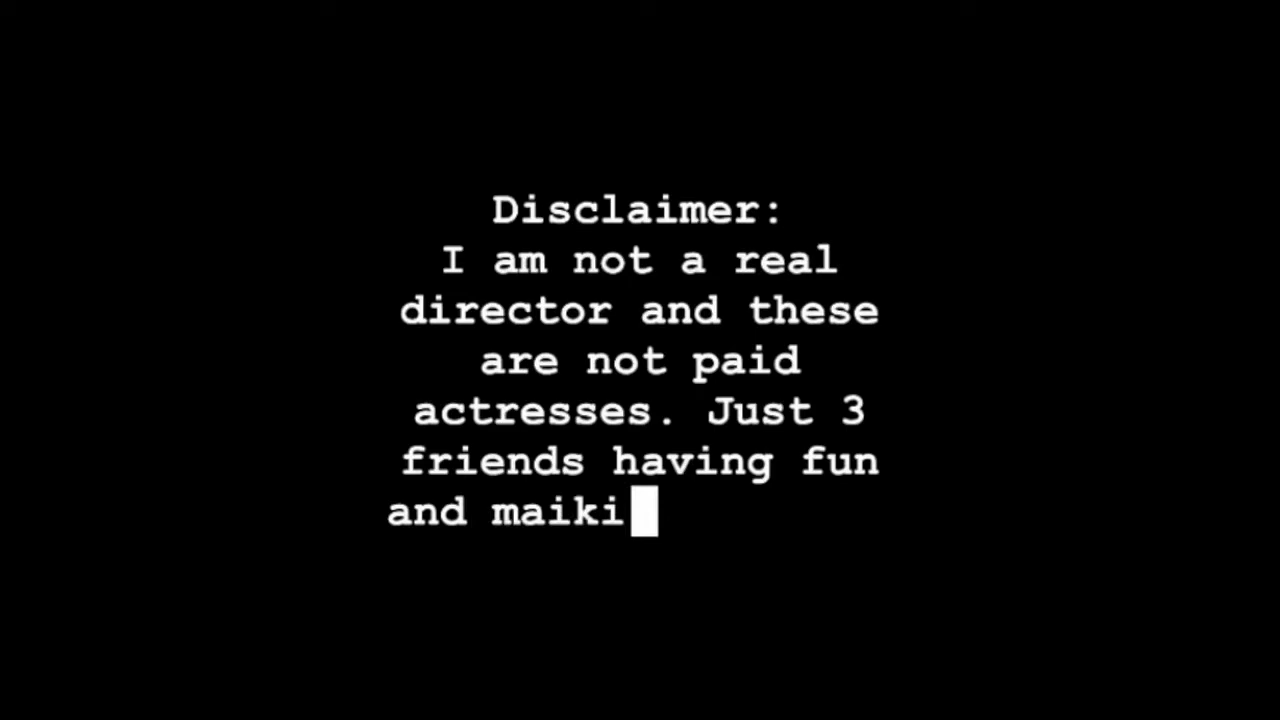 Disclaimer:
I am not a real
director and these
are not paid
actresses. Just 3
friends having fun
and maiki